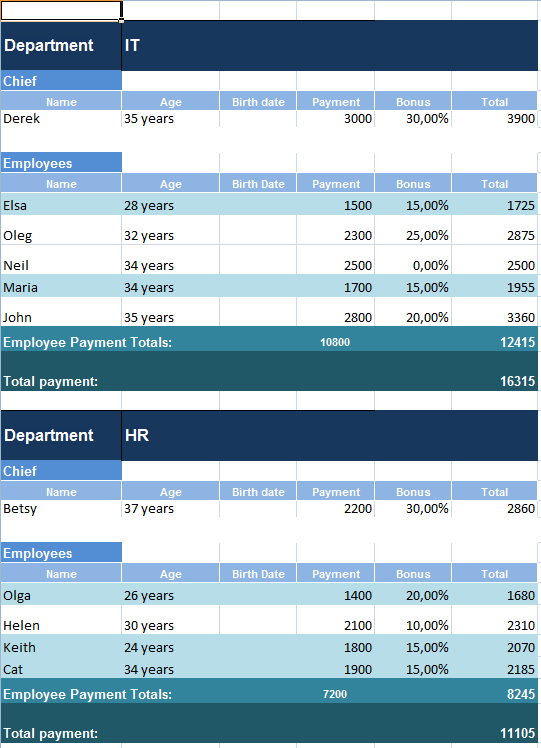 Department IT
Chief
Name Age Birth date Payment Bonus Total
Derek 35 years 3000 30,00% 3900
Employees
Name Age Birth Date Payment Bonus Total
Elsa 28 years 1500 15,00% 1725
Oleg 32 years 2300 25,00% 2875
Neil 34 years 2500 0,00% 2500
Maria 34 years 1700 15,00% 1955
John 35 years 2800 20,00% 3360
Employee Payment Totals: 10800 12415
Total payment: 16315
Department HR
Chief
Name Age Birth date Payment Bonus Total
Betsy 37 years 2200 30,00% 2860
Employees
Name Age Birth Date Payment Bonus Total
Olga 26 years 1400 20,00% 1680
Helen 30 years 2100 10,00% 2310
Keith 24 years 1800 15,00% 2070
Cat 34 years 1900 15,00% 2185
Employee Payment Totals: 7200 8245
Total payment: 11105